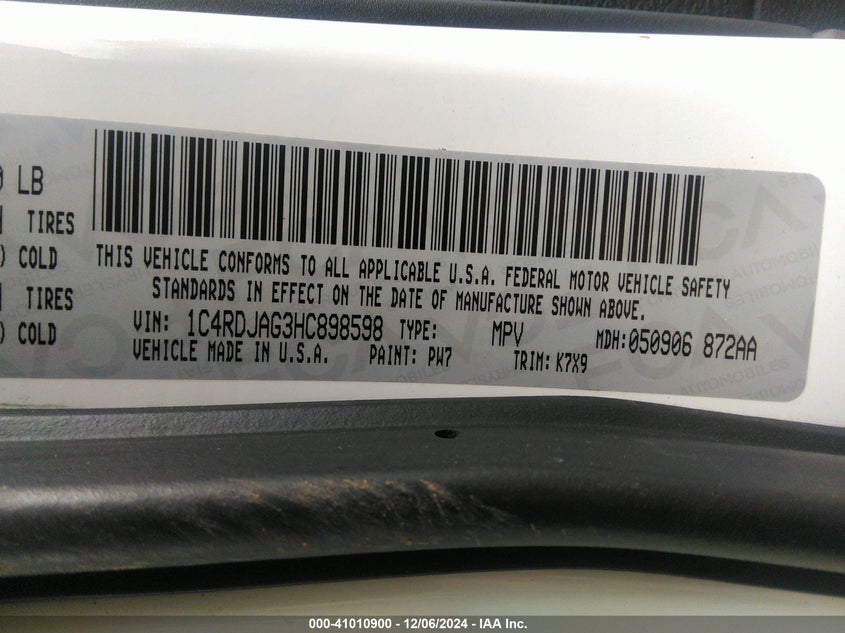 LB
TIRES
COLD
TIRES
COLD
THIS VEHICLE CONFORMS TO ALL APPLICABLE U.S.A. FEDERAL MOTOR VEHICLE SAFETY
STANDARDS IN EFFECT ON THE DATE OF MANUFACTURE SHOWN ABOVE.
VIN: 1C4RDJAG3HC898598 TYPE: MPV MDH:050906 872AA
VEHICLE MADE IN U.S.A. PAINT: PW7 TRIM: K7X9
000-41010900 - 12/06/2024 - IAA Inc.